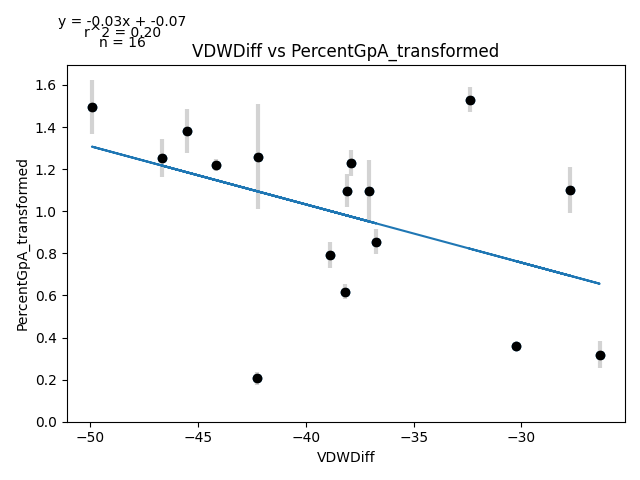 y = -0.03x + -0.07
r^2 = 0.20
n = 16
VDWDiff vs PercentGpA_transformed
PercentGpA_transformed
1.6
1.4
1.2
1.0
0.8
0.6
0.4
0.2
0.0
−50
−45
−40
−35
−30
VDWDiff